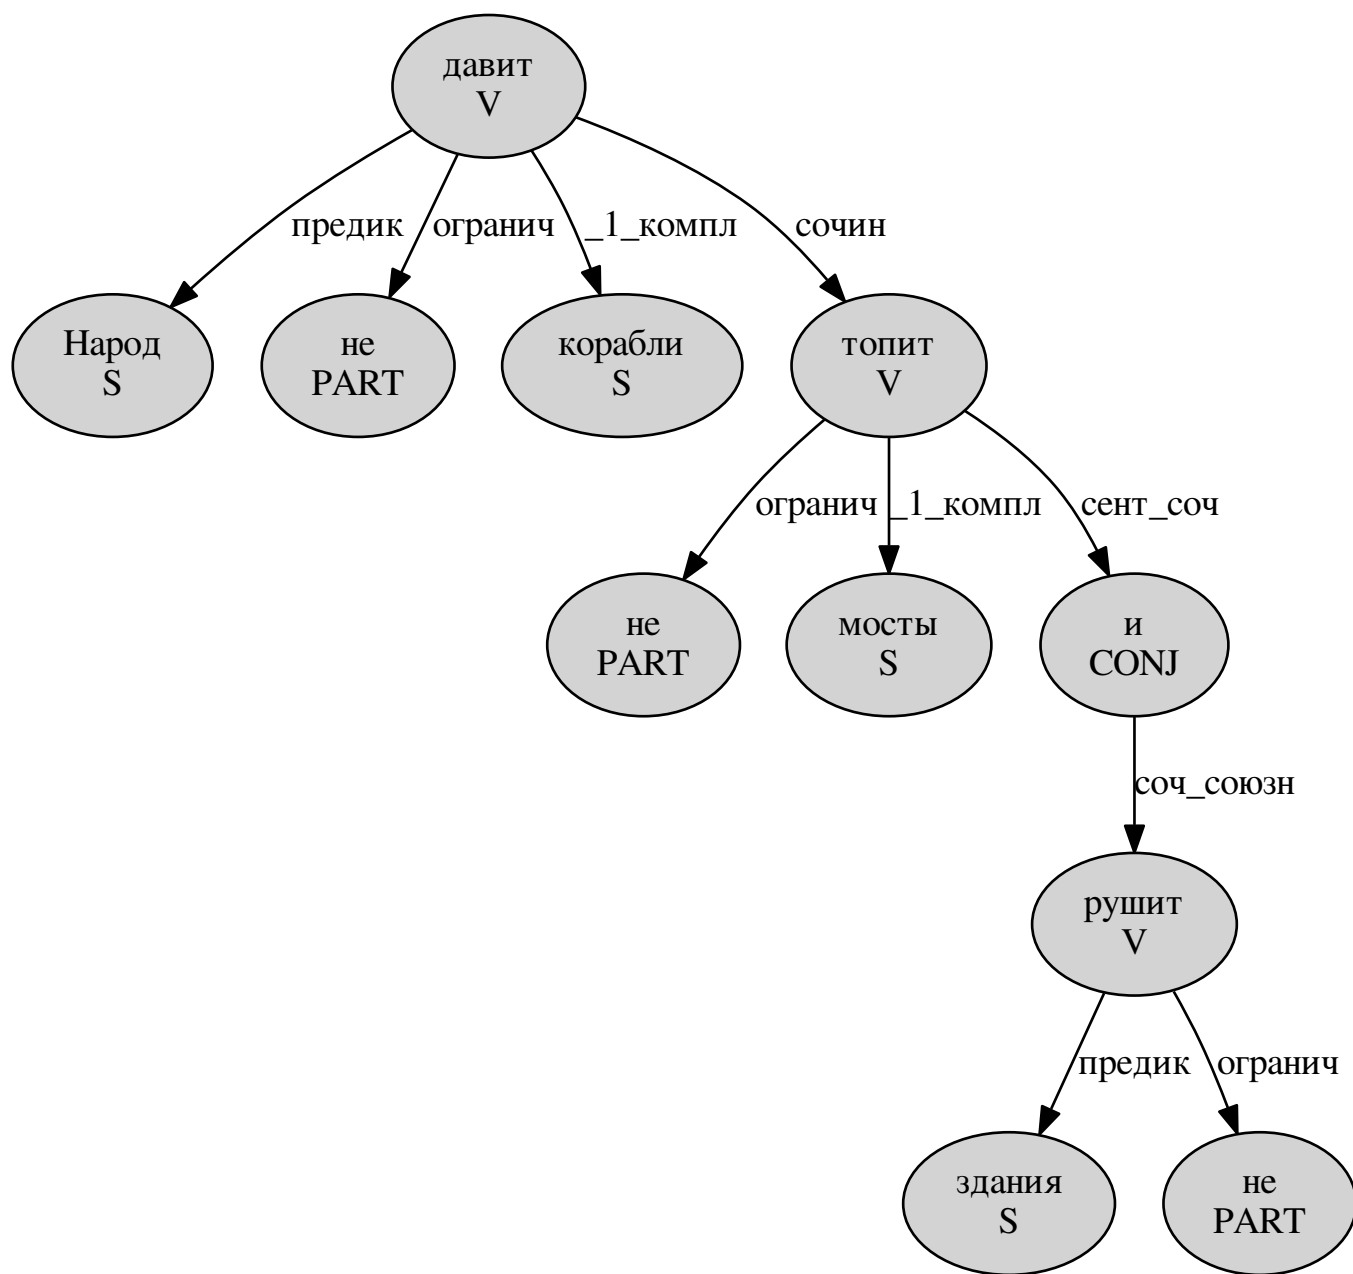 давит
V
предик
огранич
_1_компл
сочин
Народ
S
не
PART
корабли
S
топит
V
огранич
_1_компл
сент_соч
не
PART
мосты
S
и
CONJ
соч_союзн
рушит
V
предик
огранич
здания
S
не
PART